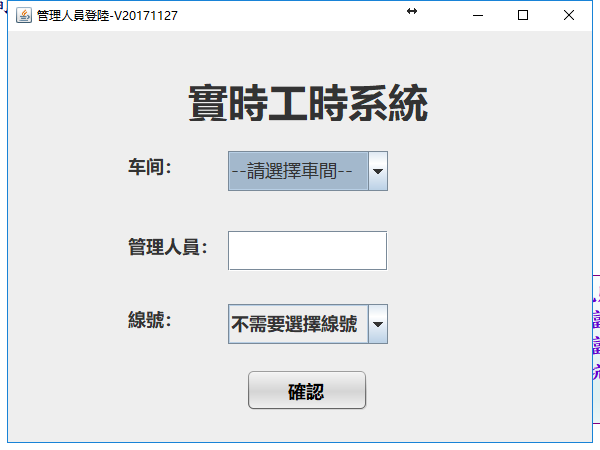 管理人員登陸-V20171127
實時工時系統
车间：
--請選擇車間--
管理人員：
線號：
不需要選擇線號
確認